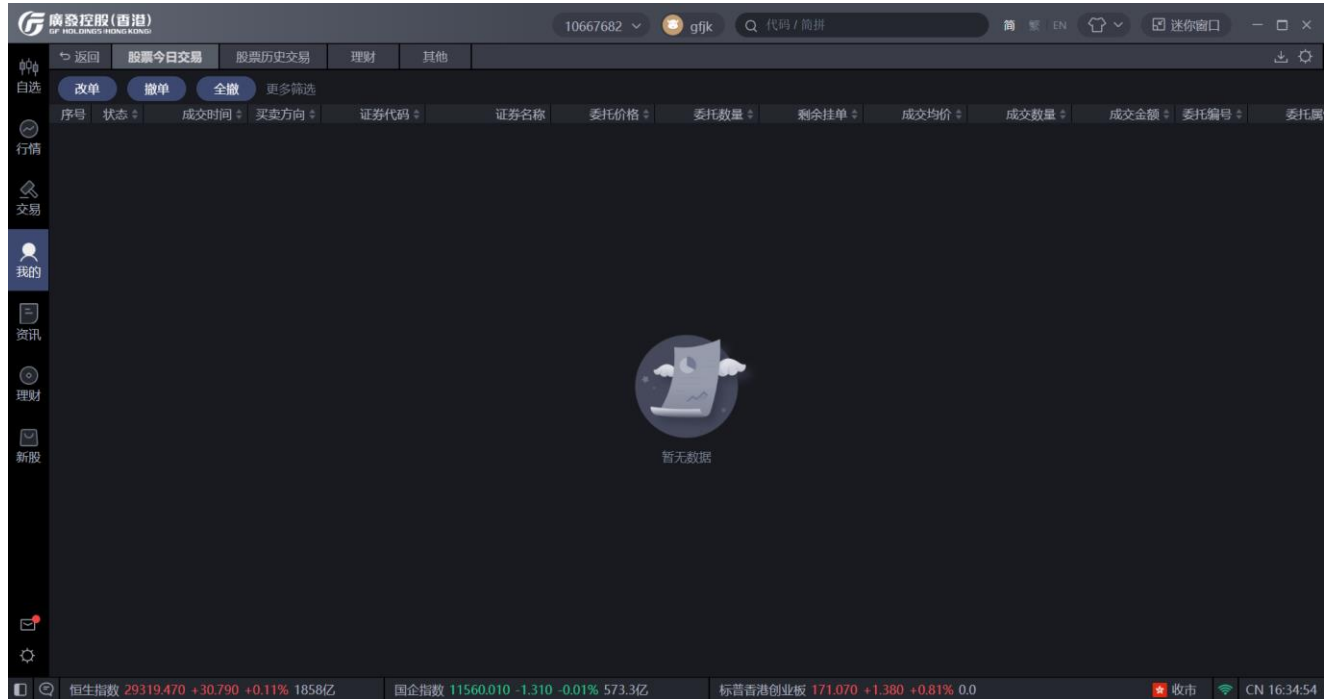 廣發控股(香港)
GF HOLDINGS (HONG KONG)
10667682
gfjk
代码 / 简拼
简 繁 EN
迷你窗口
返回 股票今日交易 股票历史交易 理财 其他
改单 撤单 全撤 更多筛选
序号 状态 成交时间 买卖方向 证券代码 证券名称 委托价格 委托数量 剩余挂单 成交均价 成交数量 成交金额 委托编号 委托属
自选
行情
交易
我的
资讯
理财
新股
暂无数据
恒生指数 29319.470 +30.790 +0.11% 1858亿 国企指数 11560.010 -1.310 -0.01% 573.3亿 标普香港创业板 171.070 +1.380 +0.81% 0.0 收市 CN 16:34:54